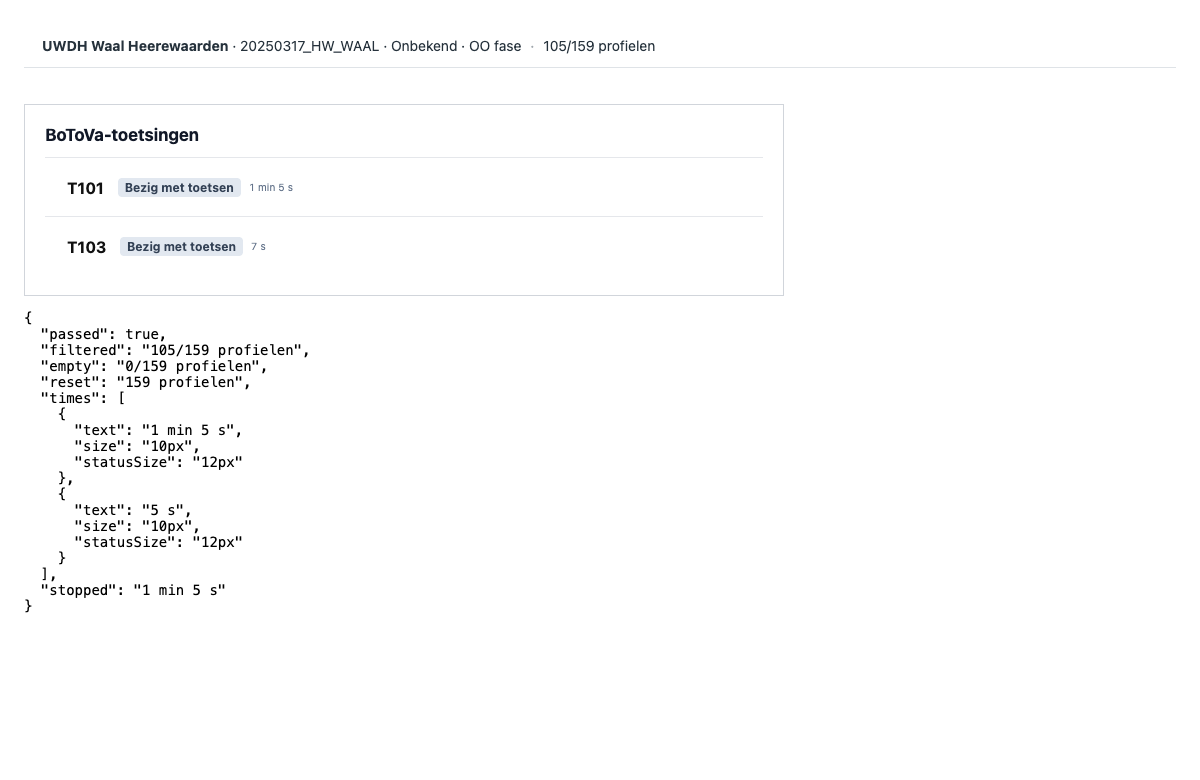 UWDH Waal Heerewaarden · 20250317_HW_WAAL · Onbekend · OO fase · 105/159 profielen
BoToVa-toetsingen
T101 Bezig met toetsen 1 min 5 s
T103 Bezig met toetsen 7 s
{
  "passed": true,
  "filtered": "105/159 profielen",
  "empty": "0/159 profielen",
  "reset": "159 profielen",
  "times": [
    {
      "text": "1 min 5 s",
      "size": "10px",
      "statusSize": "12px"
    },
    {
      "text": "5 s",
      "size": "10px",
      "statusSize": "12px"
    }
  ],
  "stopped": "1 min 5 s"
}